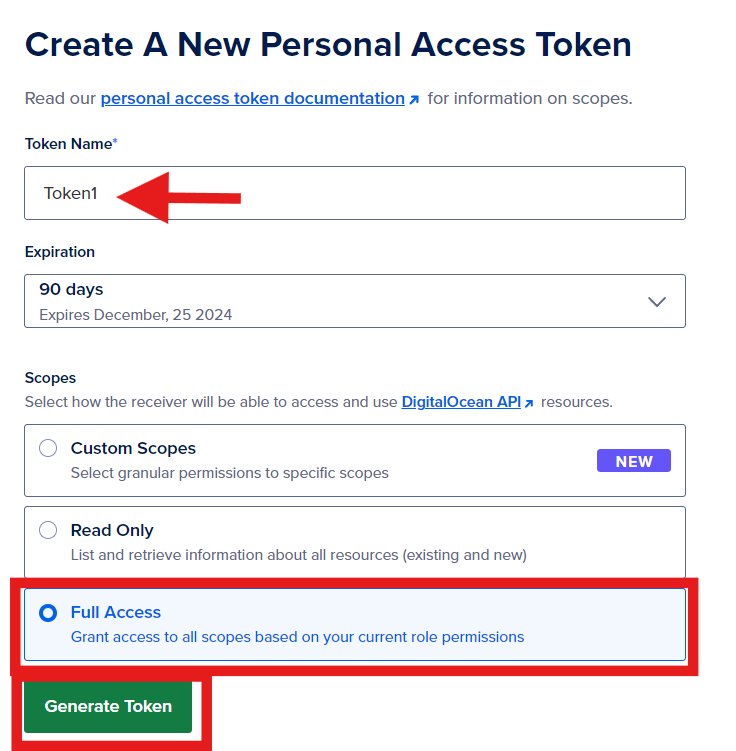 Create A New Personal Access Token
Read our personal access token documentation for information on scopes.
Token Name*
Token1
Expiration
90 days
Expires December, 25 2024
Scopes
Select how the receiver will be able to access and use DigitalOcean API resources.
Custom Scopes
NEW
Select granular permissions to specific scopes
Read Only
List and retrieve information about all resources (existing and new)
Full Access
Grant access to all scopes based on your current role permissions
Generate Token